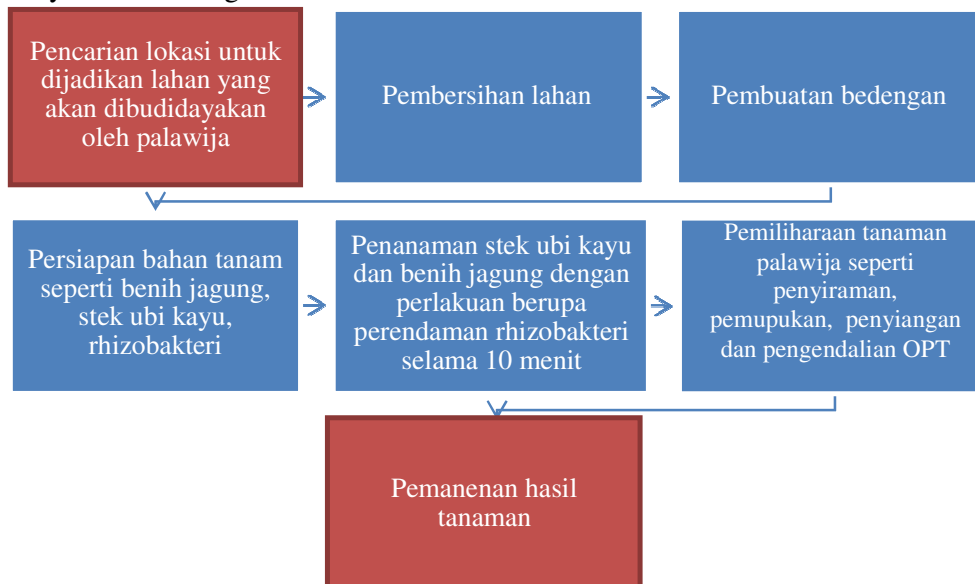 Pencarian lokasi untuk
dijadikan lahan yang
akan dibudidayakan
oleh palawija
Pembersihan lahan
Pembuatan bedengan
Persiapan bahan tanam
seperti benih jagung,
stek ubi kayu,
rhizobakteri
Penanaman stek ubi kayu
dan benih jagung dengan
perlakuan berupa
perendaman rhizobakteri
selama 10 menit
Pemiliharaan tanaman
palawija seperti
penyiraman,
pemupukan, penyiangan
dan pengendalian OPT
Pemanenan hasil
tanaman